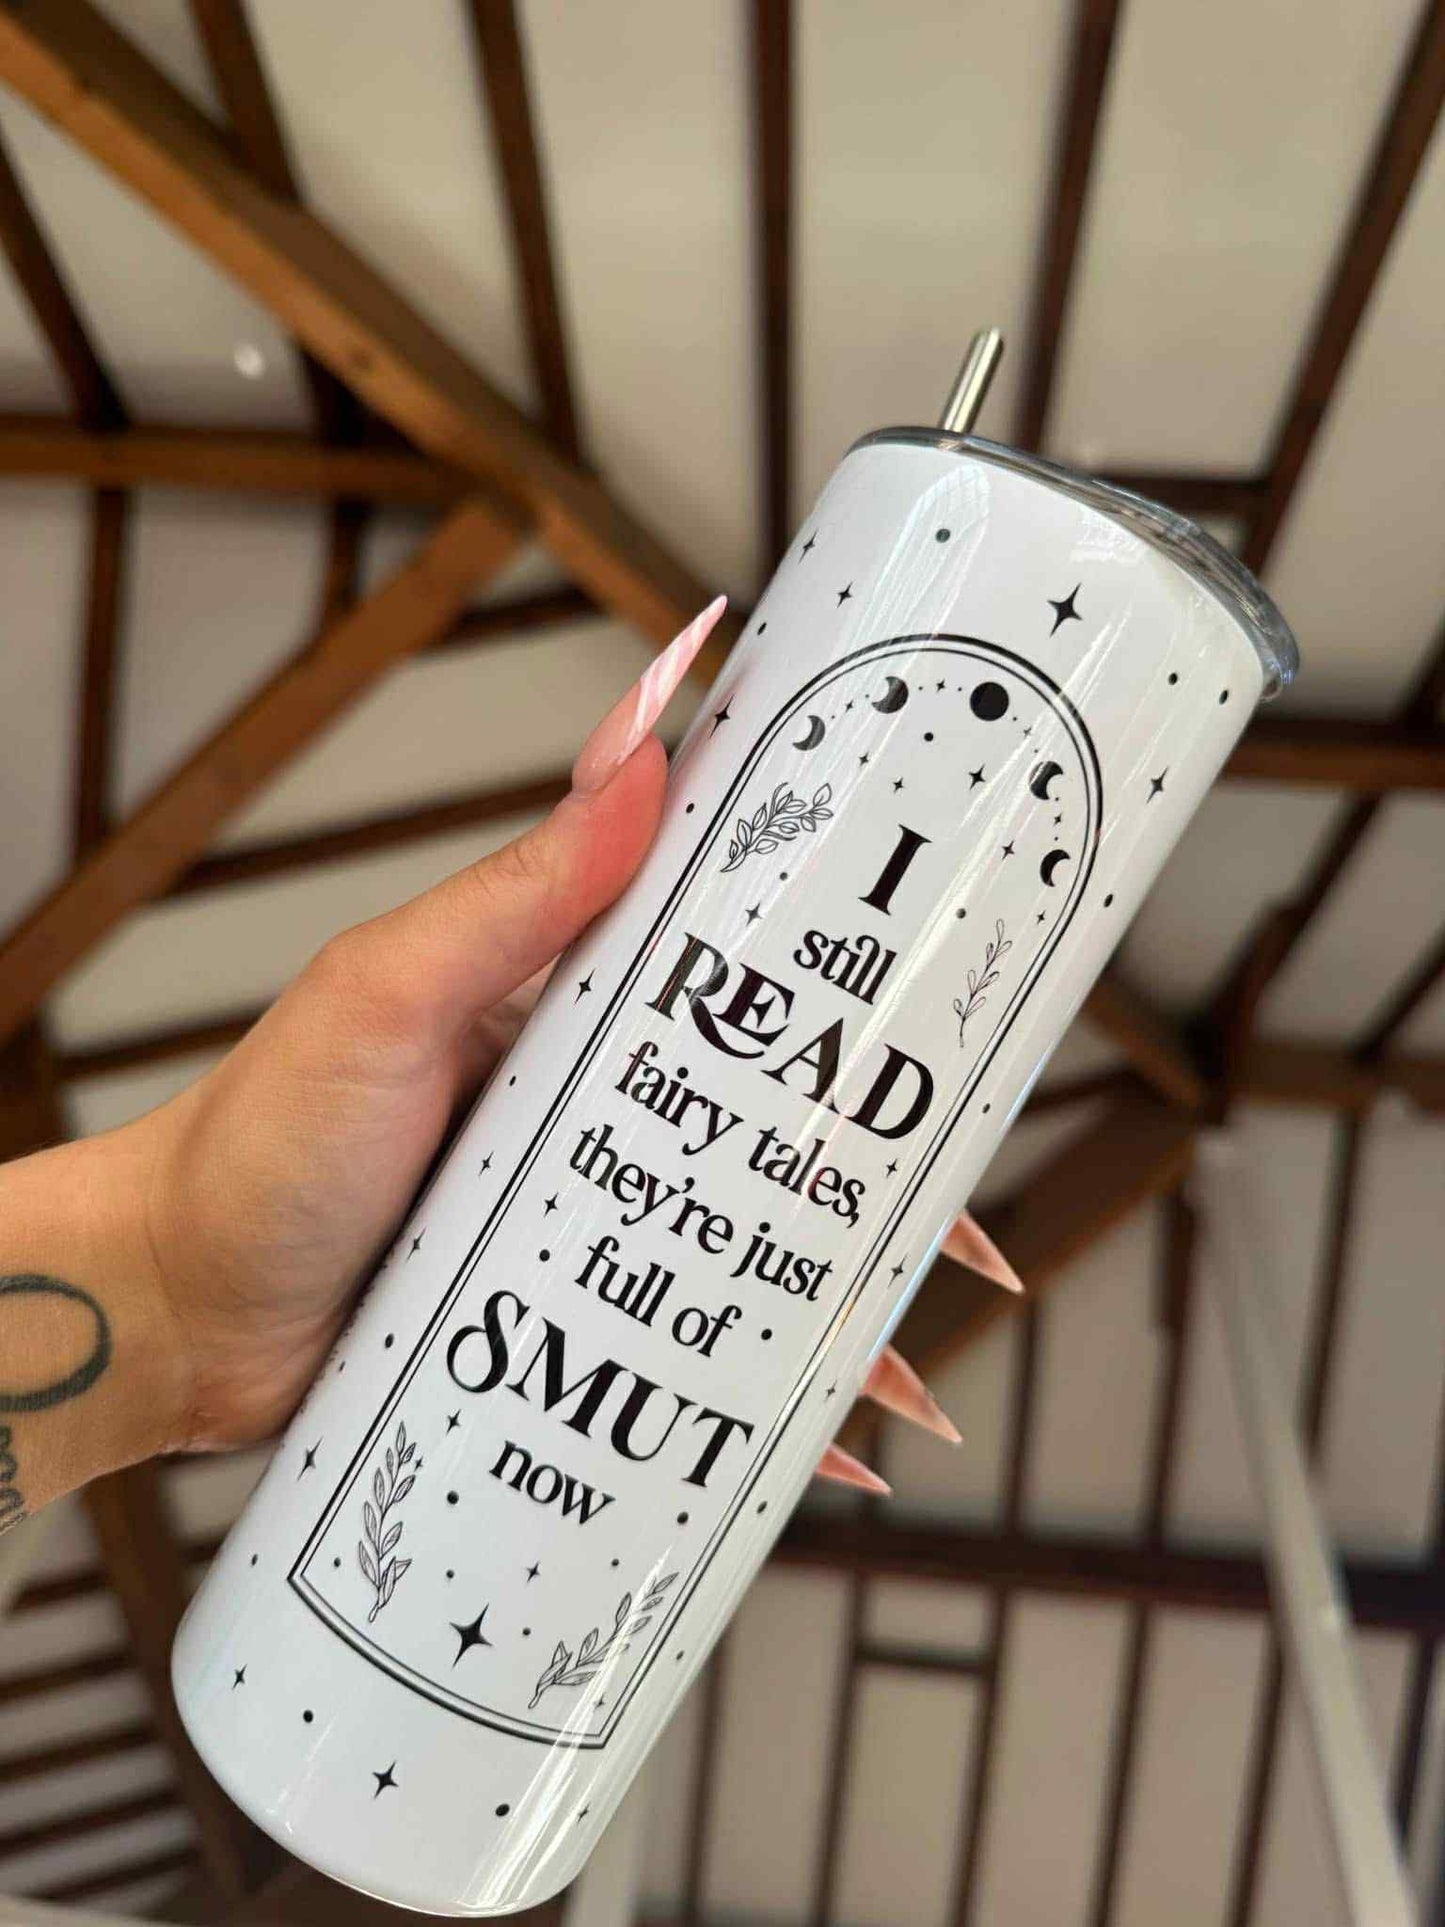 I
still
READ
fairy tales,
they're just
full of
SMUT
now